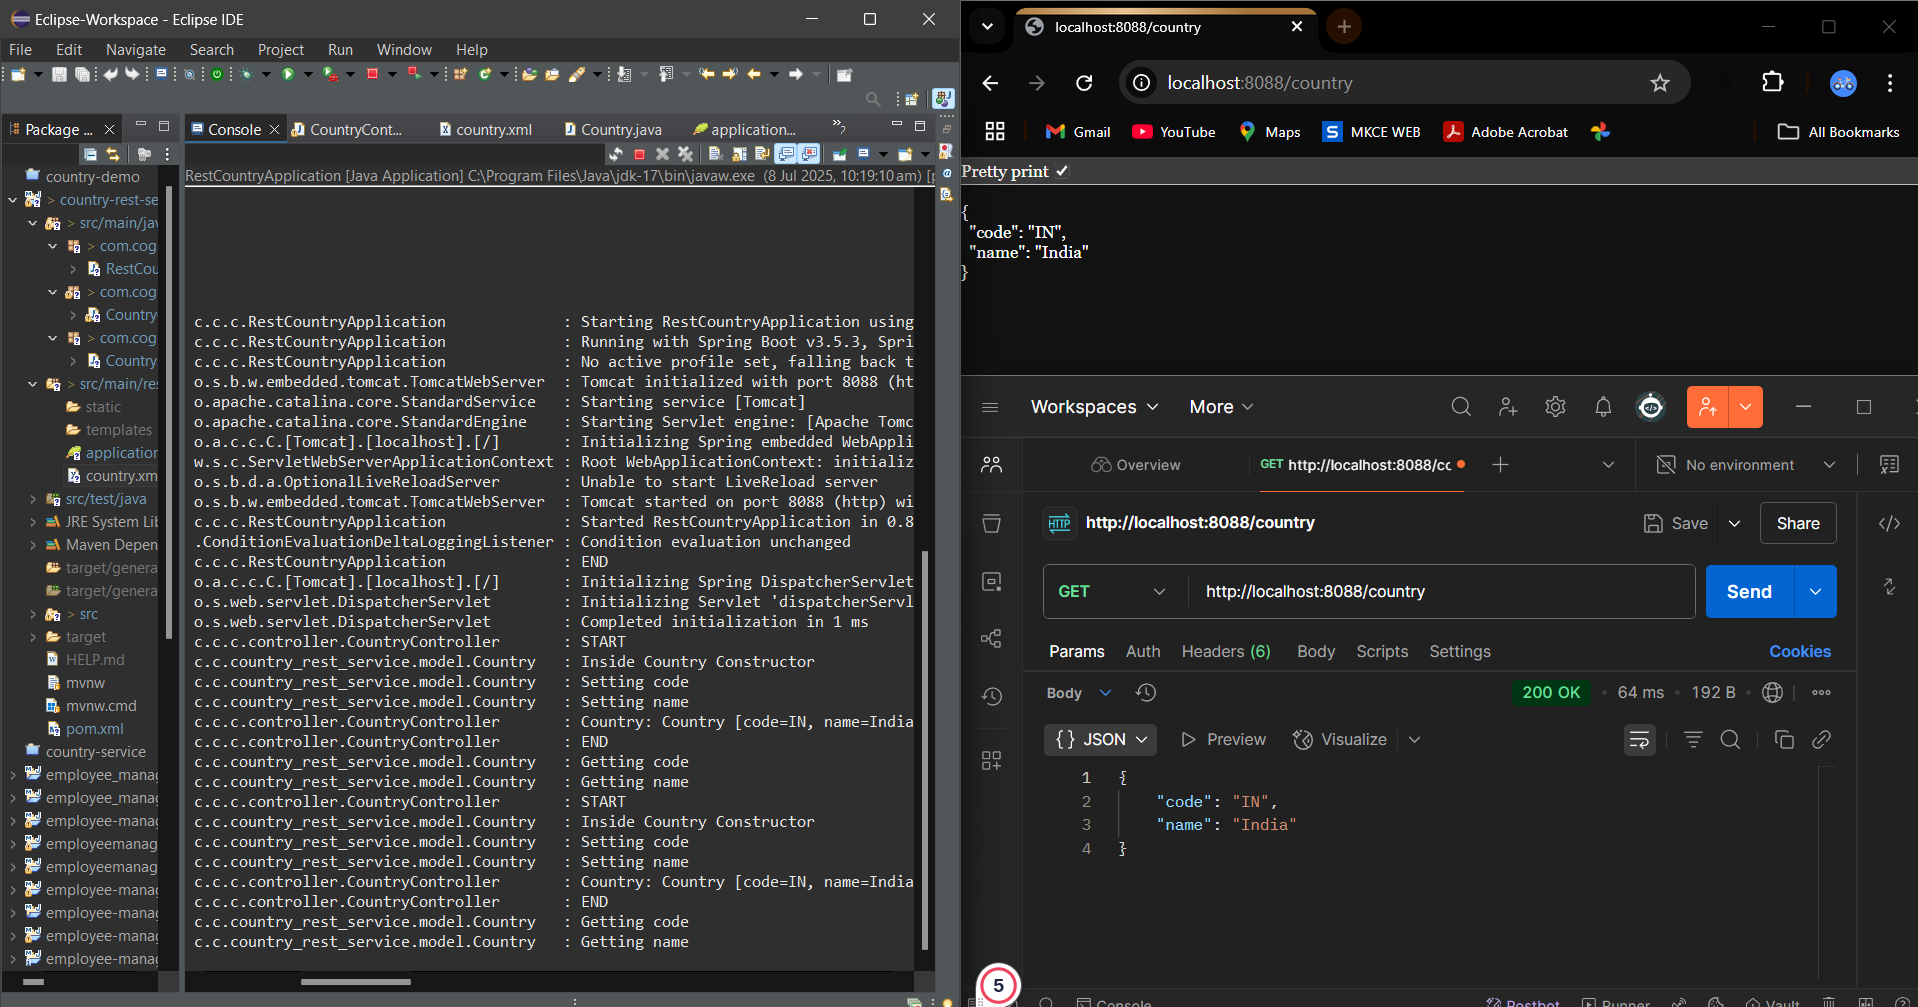 Eclipse-Workspace - Eclipse IDE
File Edit Navigate Search Project Run Window Help
Package ...
country-demo
> country-rest-se
> src/main/jav
> com.cog
RestCou
> com.cog
Country
> com.cog
Country
> src/main/res
static
templates
application
country.xm
src/test/java
JRE System Lib
Maven Depen
target/genera
target/genera
> src
target
HELP.md
mvnw
mvnw.cmd
pom.xml
country-service
employee_manag
employee_manag
employee-manag
employeemanag
employeemanag
employee-manag
employee-manag
employee-manag
employee-manag
Console CountryCont... country.xml Country.java application...
RestCountryApplication [Java Application] C:\Program Files\Java\jdk-17\bin\javaw.exe (8 Jul 2025, 10:19:10 am) [p
c.c.c.RestCountryApplication : Starting RestCountryApplication using
c.c.c.RestCountryApplication : Running with Spring Boot v3.5.3, Spri
c.c.c.RestCountryApplication : No active profile set, falling back t
o.s.b.w.embedded.tomcat.TomcatWebServer : Tomcat initialized with port 8088 (ht
o.apache.catalina.core.StandardService : Starting service [Tomcat]
o.apache.catalina.core.StandardEngine : Starting Servlet engine: [Apache Tomc
o.a.c.c.C.[Tomcat].[localhost].[/] : Initializing Spring embedded WebAppli
w.s.c.ServletWebServerApplicationContext : Root WebApplicationContext: initializ
o.s.b.d.a.OptionalLiveReloadServer : Unable to start LiveReload server
o.s.b.w.embedded.tomcat.TomcatWebServer : Tomcat started on port 8088 (http) wi
c.c.c.RestCountryApplication : Started RestCountryApplication in 0.8
.ConditionEvaluationDeltaLoggingListener : Condition evaluation unchanged
c.c.c.RestCountryApplication : END
o.a.c.c.C.[Tomcat].[localhost].[/] : Initializing Spring DispatcherServlet
o.s.web.servlet.DispatcherServlet : Initializing Servlet 'dispatcherServl
o.s.web.servlet.DispatcherServlet : Completed initialization in 1 ms
c.c.c.controller.CountryController : START
c.c.country_rest_service.model.Country : Inside Country Constructor
c.c.country_rest_service.model.Country : Setting code
c.c.country_rest_service.model.Country : Setting name
c.c.c.controller.CountryController : Country: Country [code=IN, name=India
c.c.c.controller.CountryController : END
c.c.country_rest_service.model.Country : Getting code
c.c.country_rest_service.model.Country : Getting name
c.c.c.controller.CountryController : START
c.c.country_rest_service.model.Country : Inside Country Constructor
c.c.country_rest_service.model.Country : Setting code
c.c.country_rest_service.model.Country : Setting name
c.c.c.controller.CountryController : Country: Country [code=IN, name=India
c.c.c.controller.CountryController : END
c.c.country_rest_service.model.Country : Getting code
c.c.country_rest_service.model.Country : Getting name
localhost:8088/country
localhost:8088/country
Gmail YouTube Maps S MKCE WEB Adobe Acrobat All Bookmarks
Pretty print
{
"code": "IN",
"name": "India"
}
Workspaces More
Overview GET http://localhost:8088/cc No environment
HTTP http://localhost:8088/country Save Share
GET http://localhost:8088/country Send
Params Auth Headers (6) Body Scripts Settings Cookies
Body 200 OK 64 ms 192 B
{} JSON Preview Visualize
1 {
2 "code": "IN",
3 "name": "India"
4 }
5
Console Postbot Runner Vault